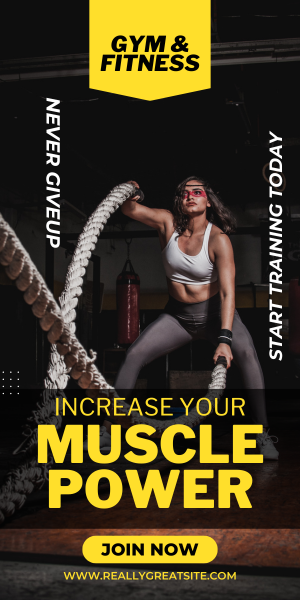 GYM &
FITNESS
NEVER GIVEUP
START TRAINING TODAY
INCREASE YOUR
MUSCLE
POWER
JOIN NOW
WWW.REALLYGREATSITE.COM